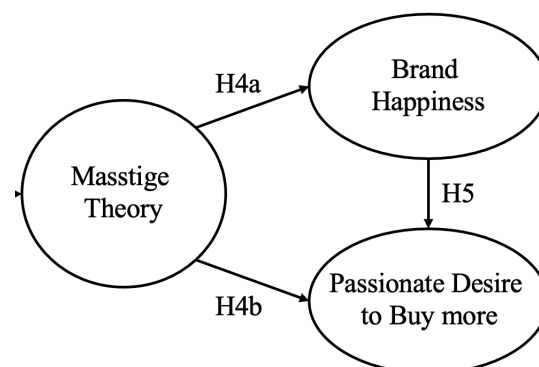 H4a
Brand
Happiness
Masstige
Theory
H5
H4b
Passionate Desire
to Buy more